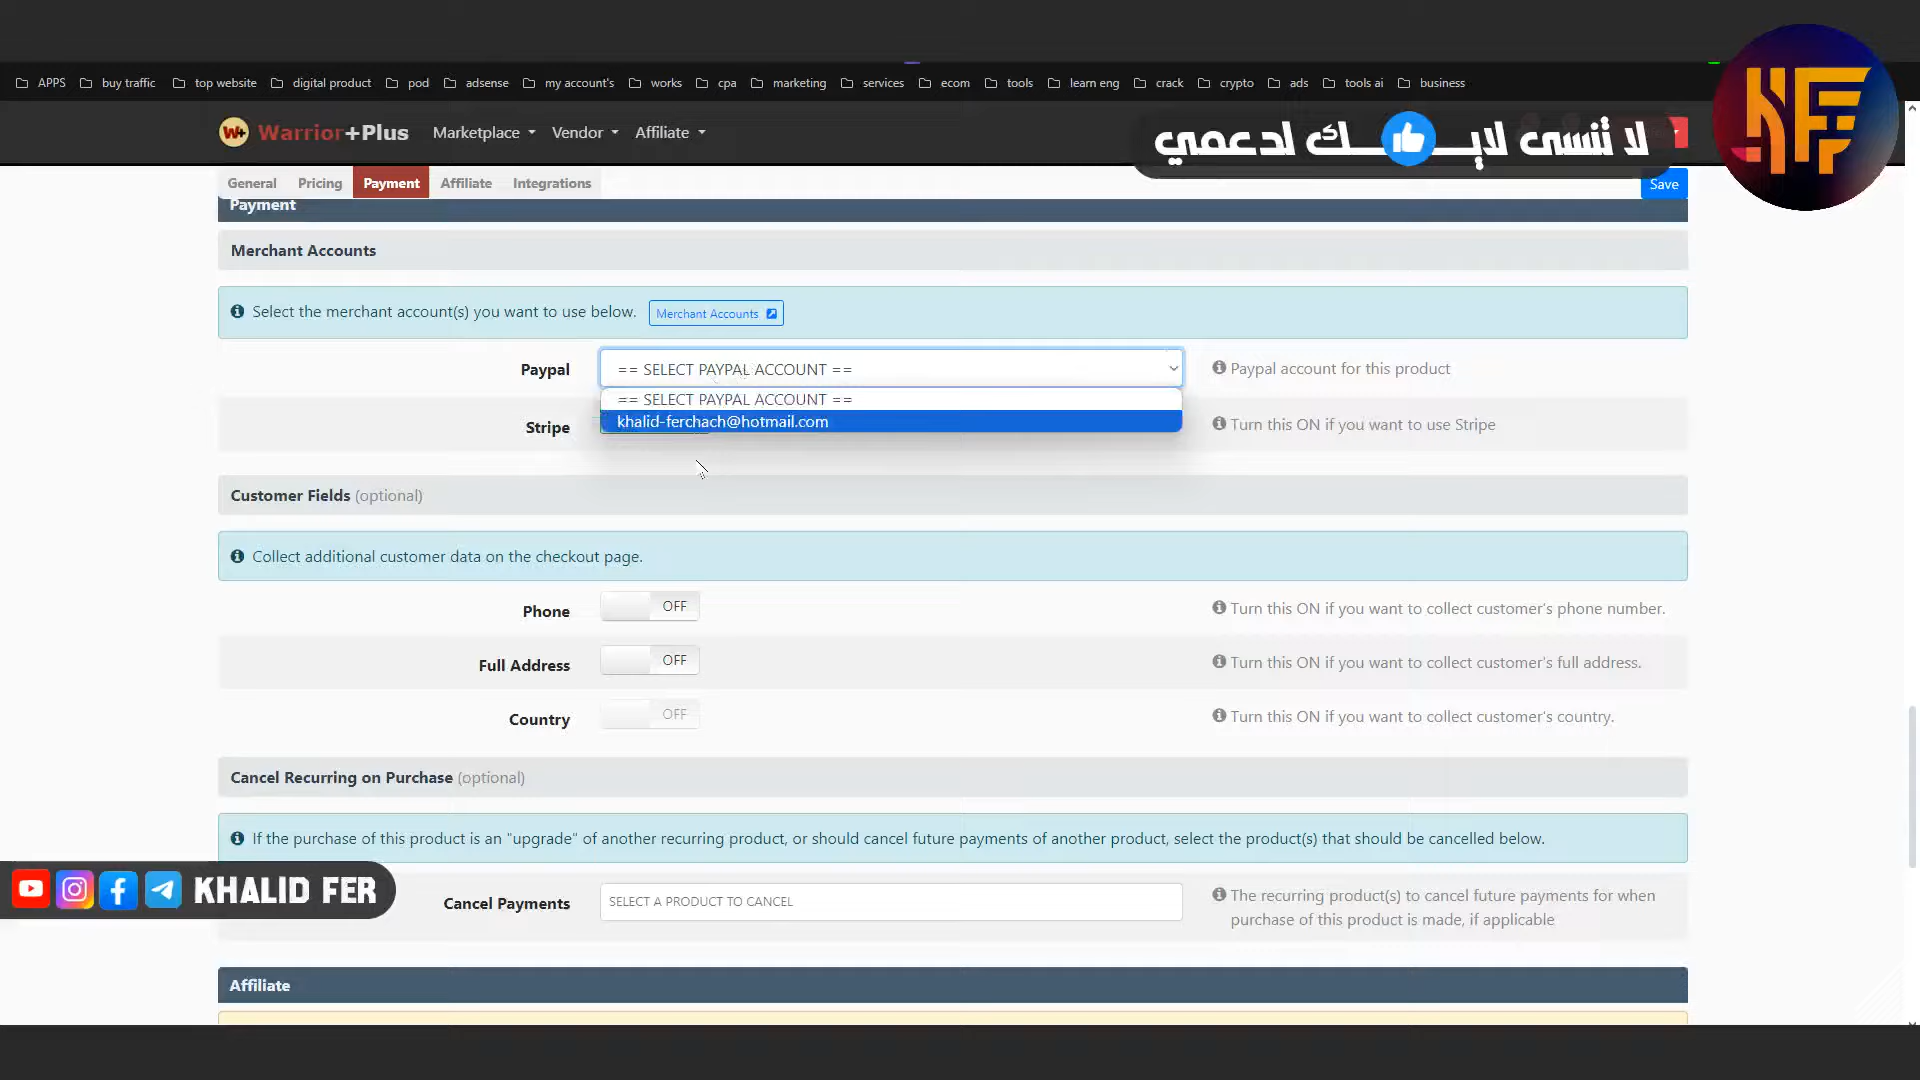 APPS buy traffic top website digital product pod adsense my account's works cpa marketing services ecom tools learn eng crack crypto ads tools ai business
W+ Warrior+Plus Marketplace Vendor Affiliate
لا تنسى لايـــك لدعمي
KF
General Pricing Payment Affiliate Integrations
Save
Payment
Merchant Accounts
Select the merchant account(s) you want to use below. Merchant Accounts
Paypal == SELECT PAYPAL ACCOUNT == Paypal account for this product
== SELECT PAYPAL ACCOUNT ==
khalid-ferchach@hotmail.com
Stripe Turn this ON if you want to use Stripe
Customer Fields (optional)
Collect additional customer data on the checkout page.
Phone OFF Turn this ON if you want to collect customer's phone number.
Full Address OFF Turn this ON if you want to collect customer's full address.
Country OFF Turn this ON if you want to collect customer's country.
Cancel Recurring on Purchase (optional)
If the purchase of this product is an "upgrade" of another recurring product, or should cancel future payments of another product, select the product(s) that should be cancelled below.
KHALID FER
Cancel Payments SELECT A PRODUCT TO CANCEL The recurring product(s) to cancel future payments for when
purchase of this product is made, if applicable
Affiliate